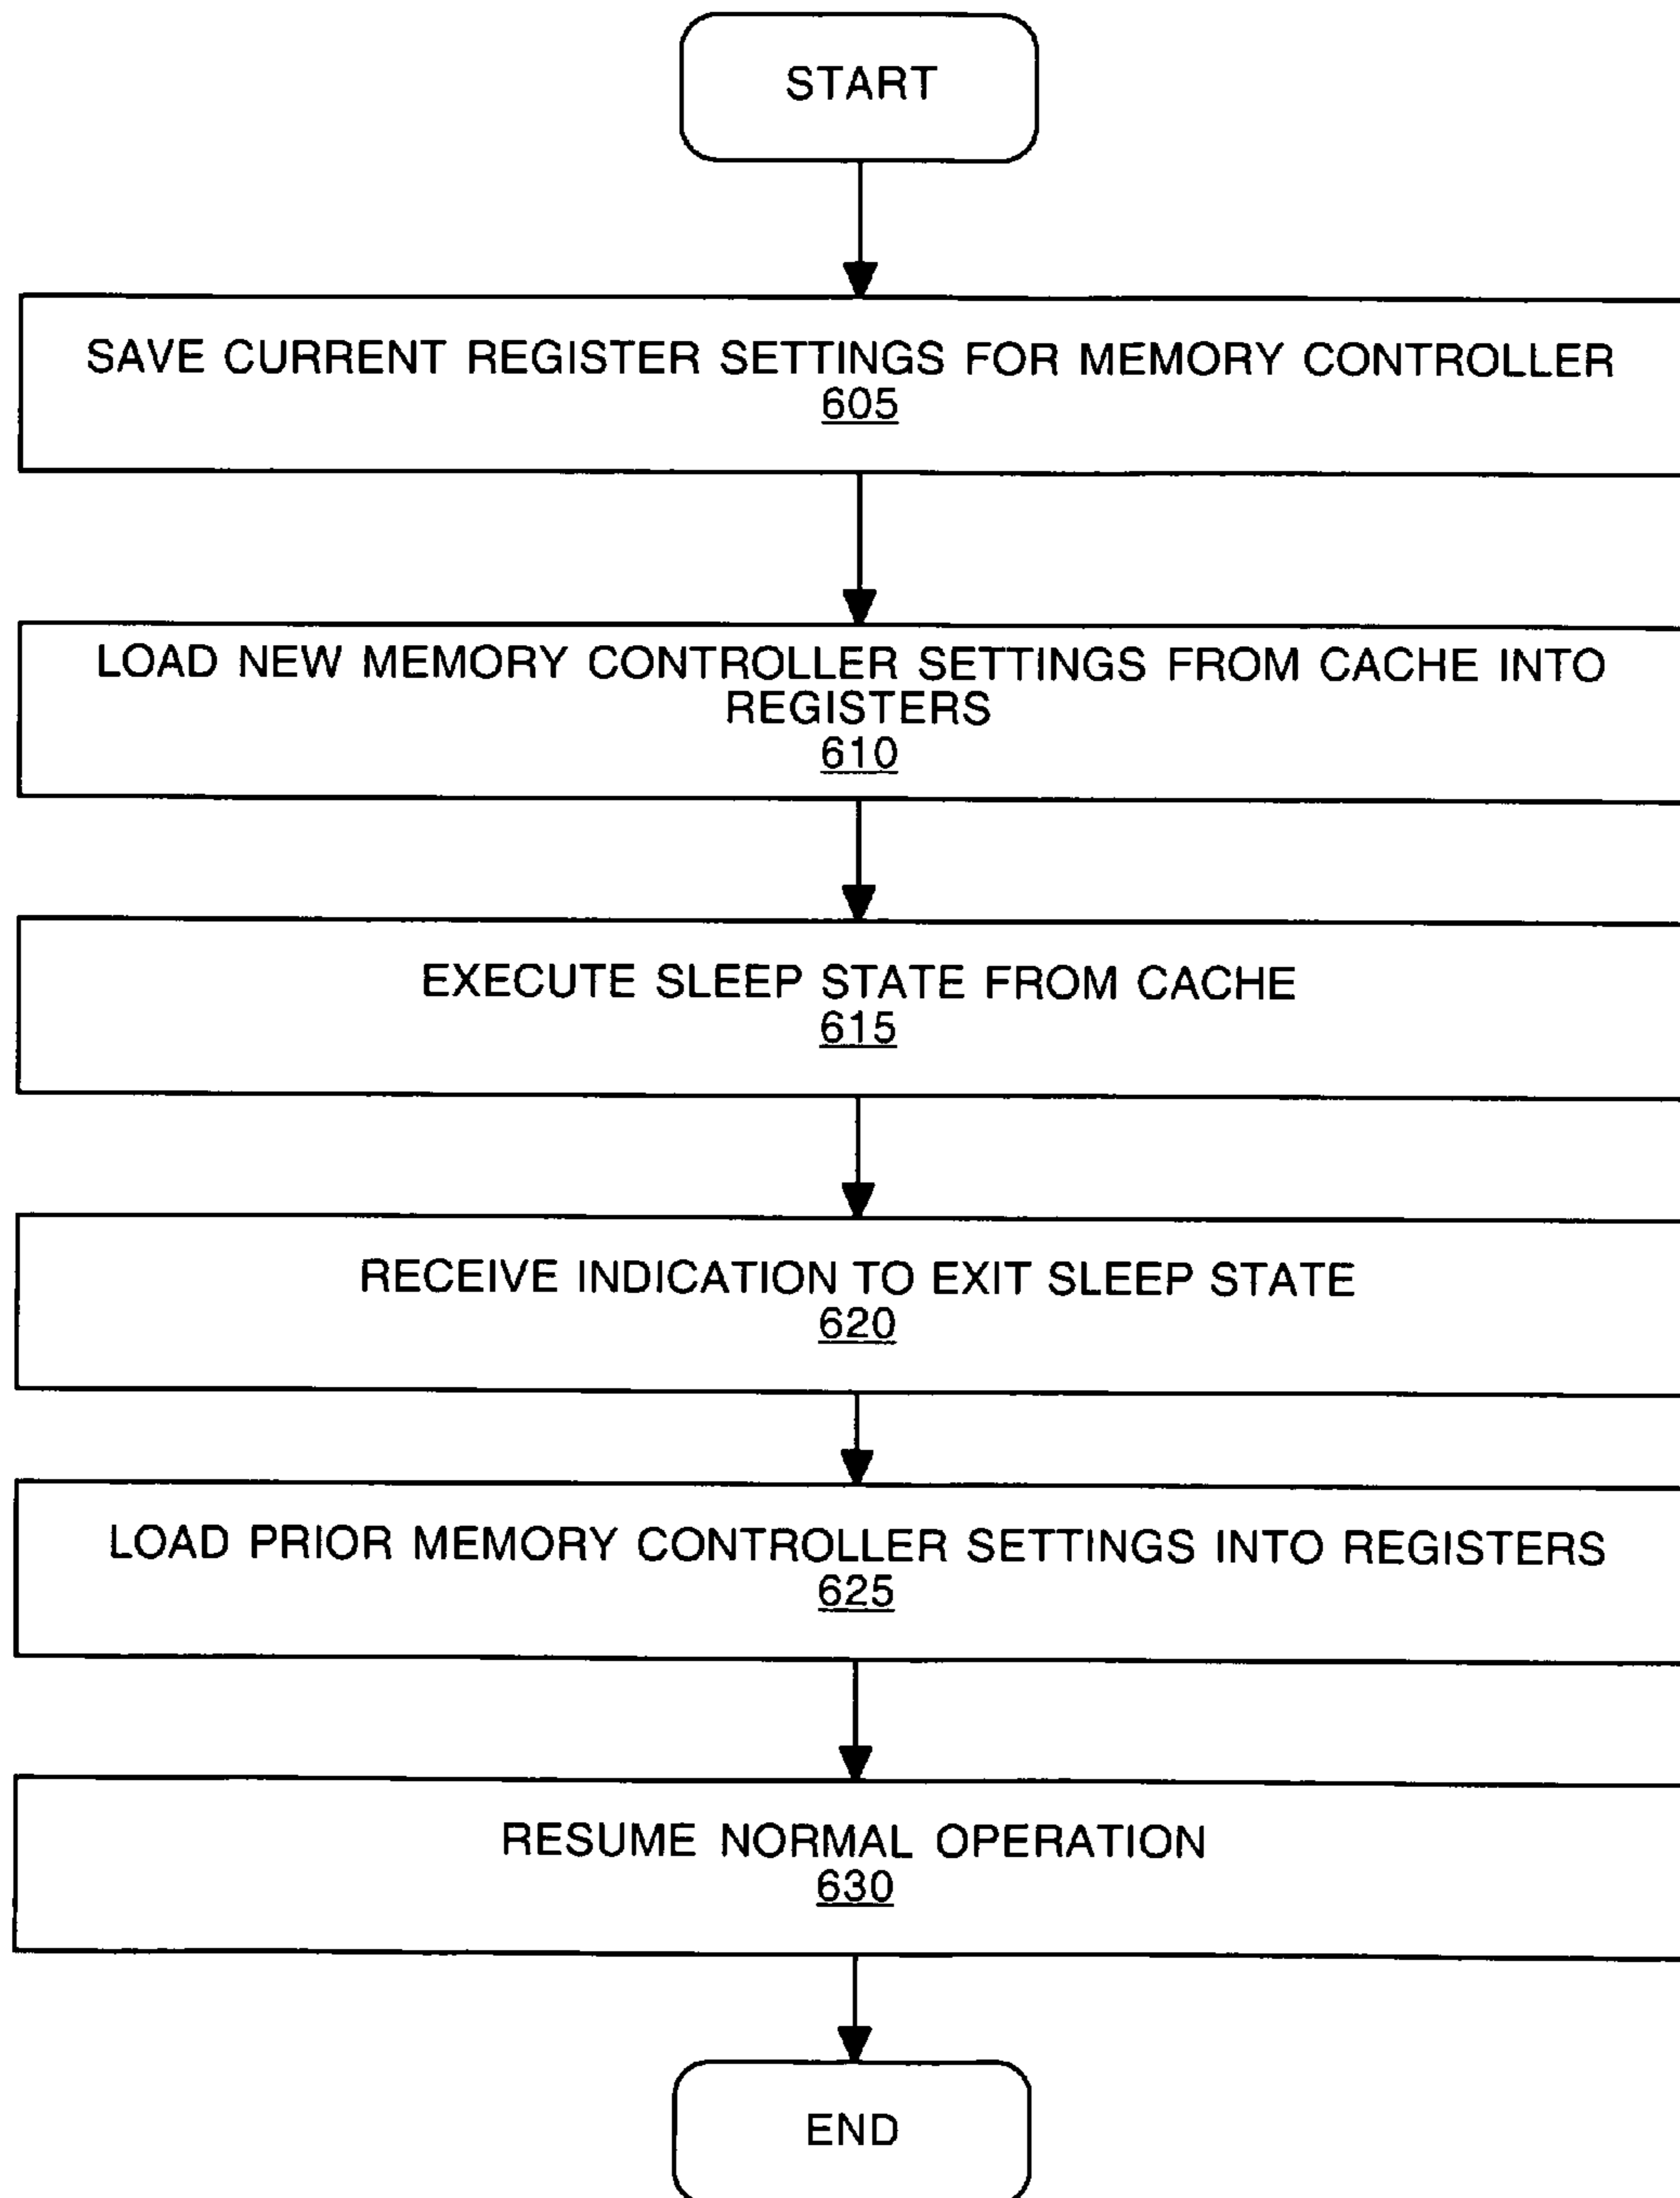 START
SAVE CURRENT REGISTER SETTINGS FOR MEMORY CONTROLLER
605
LOAD NEW MEMORY CONTROLLER SETTINGS FROM CACHE INTO
REGISTERS
610
EXECUTE SLEEP STATE FROM CACHE
615
RECEIVE INDICATION TO EXIT SLEEP STATE
620
LOAD PRIOR MEMORY CONTROLLER SETTINGS INTO REGISTERS
625
RESUME NORMAL OPERATION
630
END